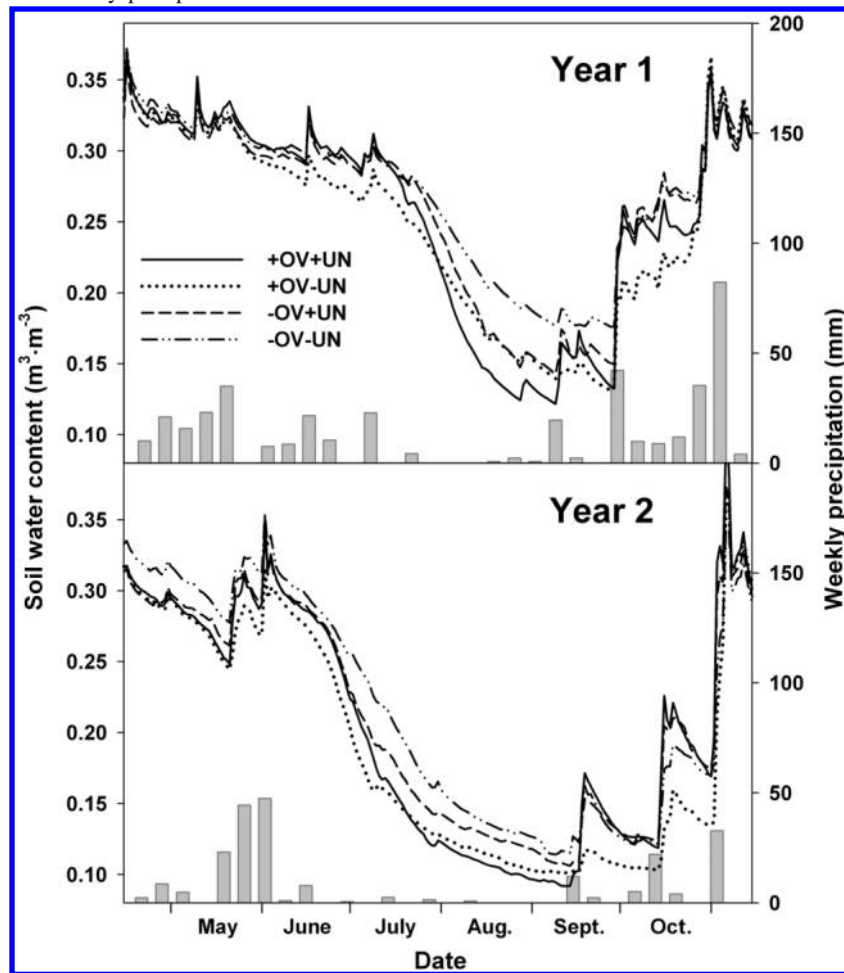 Year 1
0.35
0.30
0.25
0.20
0.15
0.10
200
150
100
50
0
+OV+UN
+OV-UN
-OV+UN
-OV-UN
Soil water content (m³·m⁻³)
Weekly precipitation (mm)
Year 2
0.35
0.30
0.25
0.20
0.15
0.10
150
100
50
0
May June July Aug. Sept. Oct.
Date